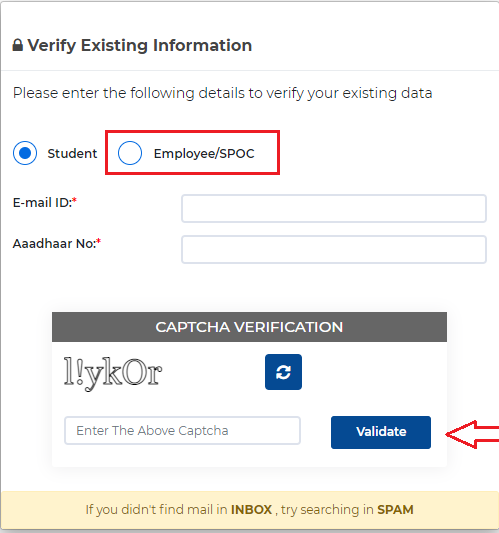 Verify Existing Information
Please enter the following details to verify your existing data
Student Employee/SPOC
E-mail ID:*
Aaadhaar No:*
CAPTCHA VERIFICATION
l!ykOr
Enter The Above Captcha Validate
If you didn't find mail in INBOX , try searching in SPAM